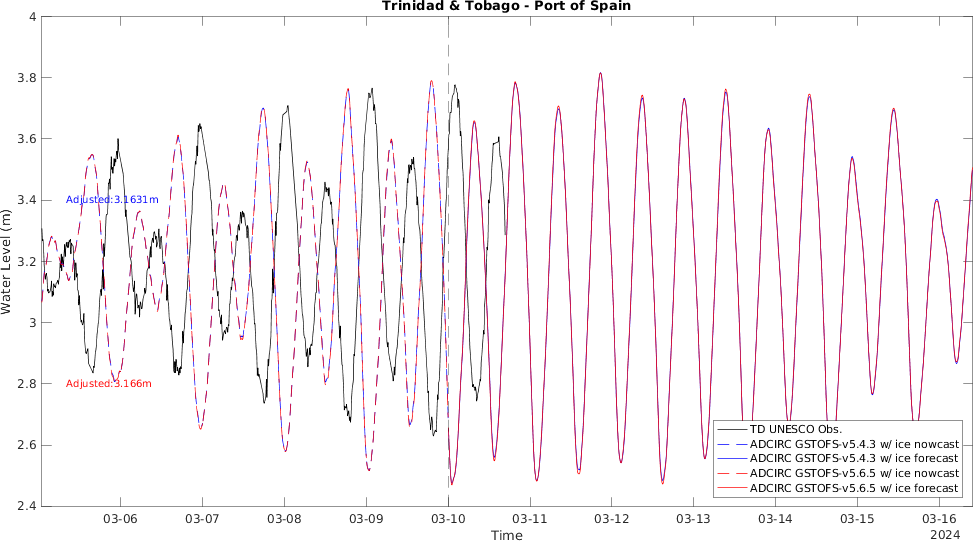 Trinidad & Tobago - Port of Spain
Water Level (m)
4
3.8
3.6
3.4
3.2
3
2.8
2.6
2.4
Adjusted:3.1631m
Adjusted:3.166m
TD UNESCO Obs.
ADCIRC GSTOFS-v5.4.3 w/ ice nowcast
ADCIRC GSTOFS-v5.4.3 w/ ice forecast
ADCIRC GSTOFS-v5.6.5 w/ ice nowcast
ADCIRC GSTOFS-v5.6.5 w/ ice forecast
03-06 03-07 03-08 03-09 03-10 03-11 03-12 03-13 03-14 03-15 03-16
2024
Time